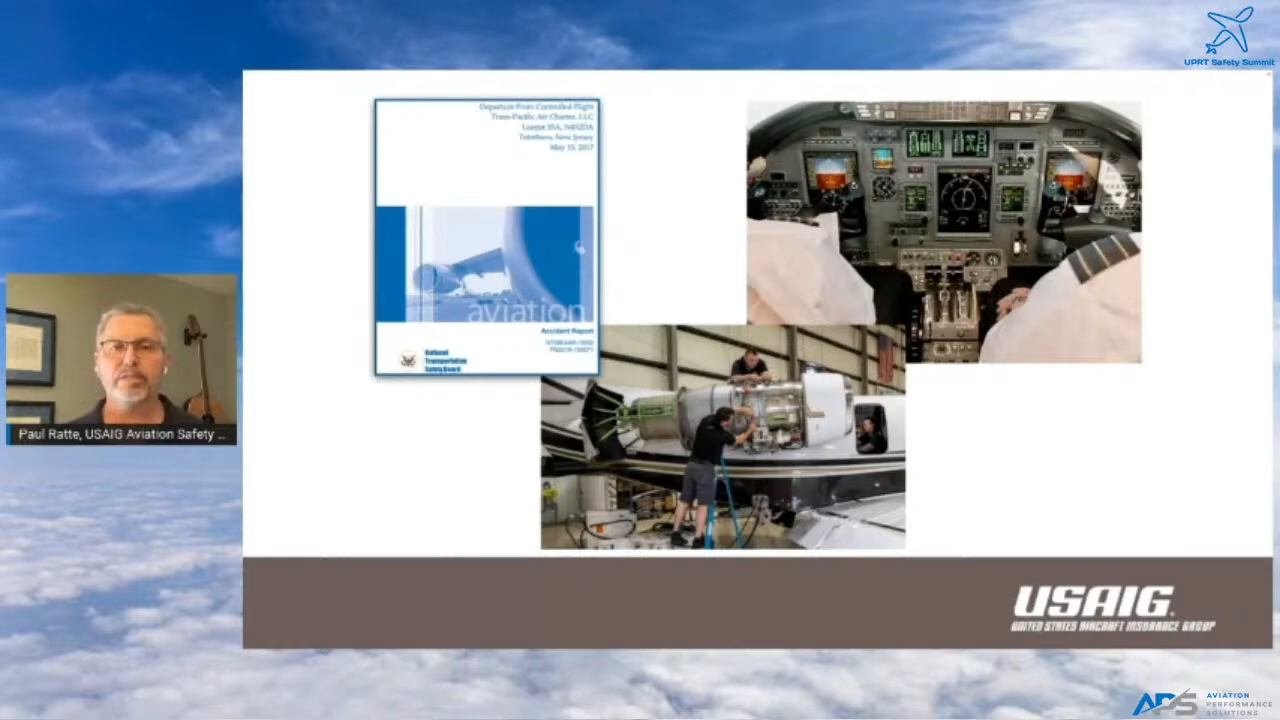 UPRT Safety Summit
Departure From Controlled Flight
Trans-Pacific Air Charter, LLC
Learjet 35A, N452DA
Teterboro, New Jersey
May 15, 2017
aviation
Accident Report
National
Transportation
Safety Board
Paul Ratte, USAIG Aviation Safety ...
USAIG
UNITED STATES AIRCRAFT INSURANCE GROUP
APS
AVIATION
PERFORMANCE
SOLUTIONS